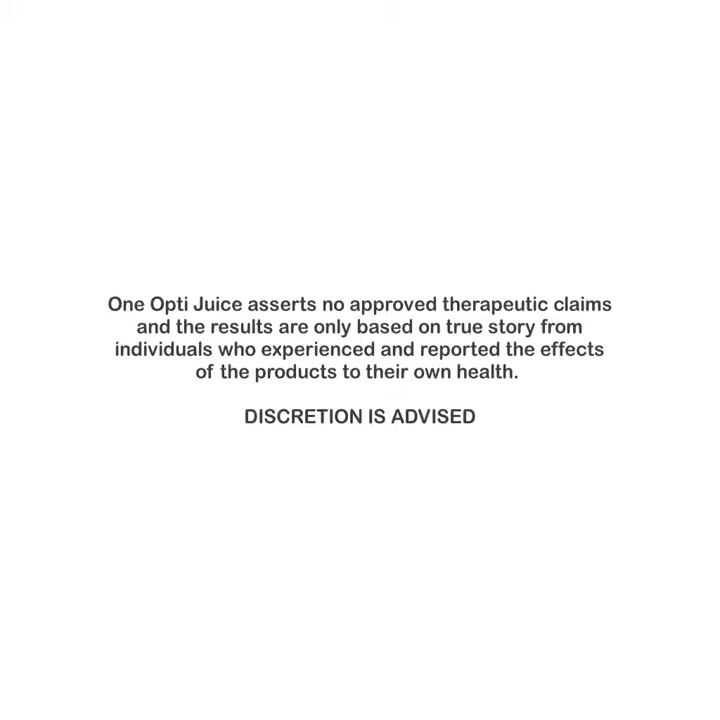 One Opti Juice asserts no approved therapeutic claims
and the results are only based on true story from
individuals who experienced and reported the effects
of the products to their own health.
DISCRETION IS ADVISED